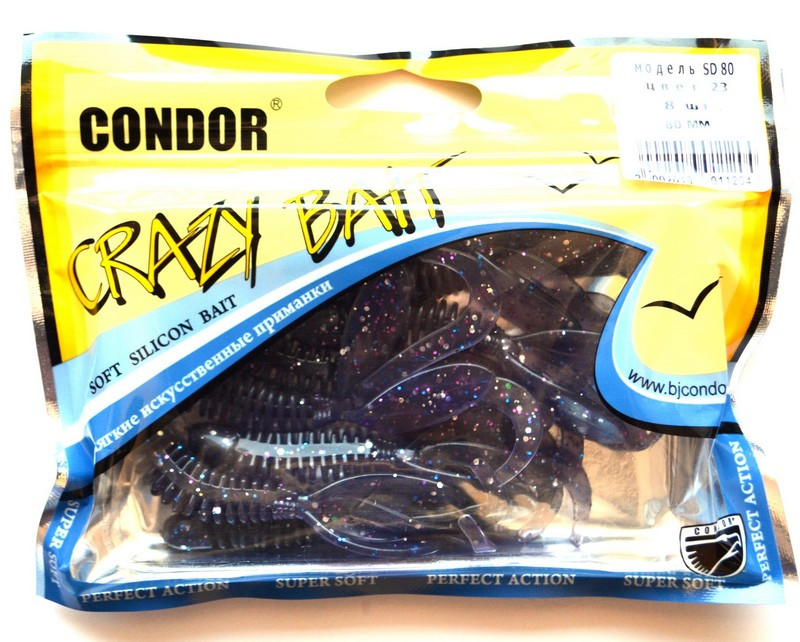 CONDOR®
модель SD 80
цвет 23
8 шт
80 мм
CRAZY BAIT
SOFT SILICON BAIT
мягкие искусственные приманки
www.bjcondo
SUPER SOFT
PERFECT ACTION
CONDOR
PERFECT ACTION SUPER SOFT PERFECT ACTION SUPER SOFT